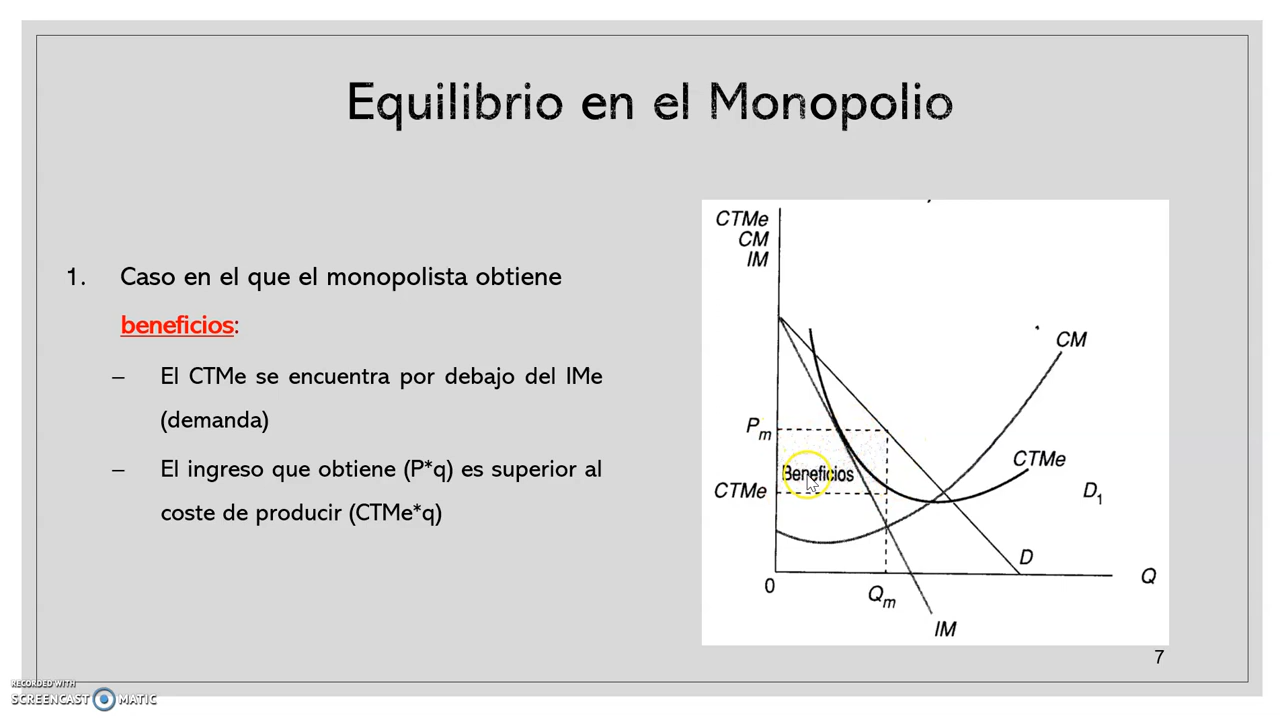 Equilibrio en el Monopolio
1. Caso en el que el monopolista obtiene
beneficios:
– El CTMe se encuentra por debajo del IMe
(demanda)
– El ingreso que obtiene (P*q) es superior al
coste de producir (CTMe*q)
CTMe
CM
IM
CM
Pm
CTMe
Beneficios
CTMe
D1
D
0
Q
Qm
IM
7
RECORDED WITH
SCREENCAST MATIC